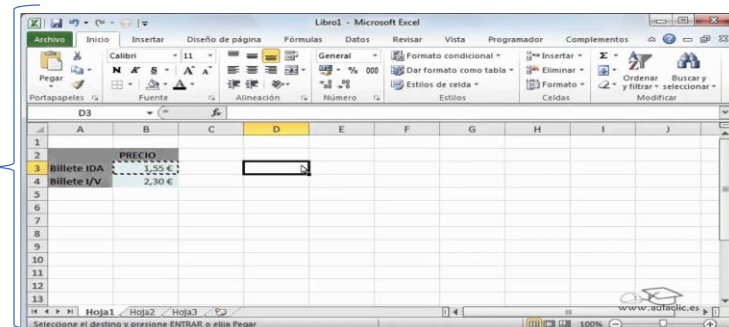 Libro1 - Microsoft Excel
Archivo Inicio Insertar Diseño de página Fórmulas Datos Revisar Vista Programador Complementos
Pegar
Calibri 11
N K S
A A
General
% 000
Formato condicional
Dar formato como tabla
Estilos de celda
Insertar
Eliminar
Formato
Σ
Ordenar y filtrar
Buscar y seleccionar
Portapapeles Fuente Alineación Número Estilos Celdas Modificar
D3 fx
A B C D E F G H I J
1
2 PRECIO
3 Billete IDA 1,55 €
4 Billete I/V 2,30 €
5
6
7
8
9
10
11
12
13
www.aulaclic.es
Hoja1 Hoja2 Hoja3
Seleccione el destino y presione ENTRAR o elija Pegar 100%